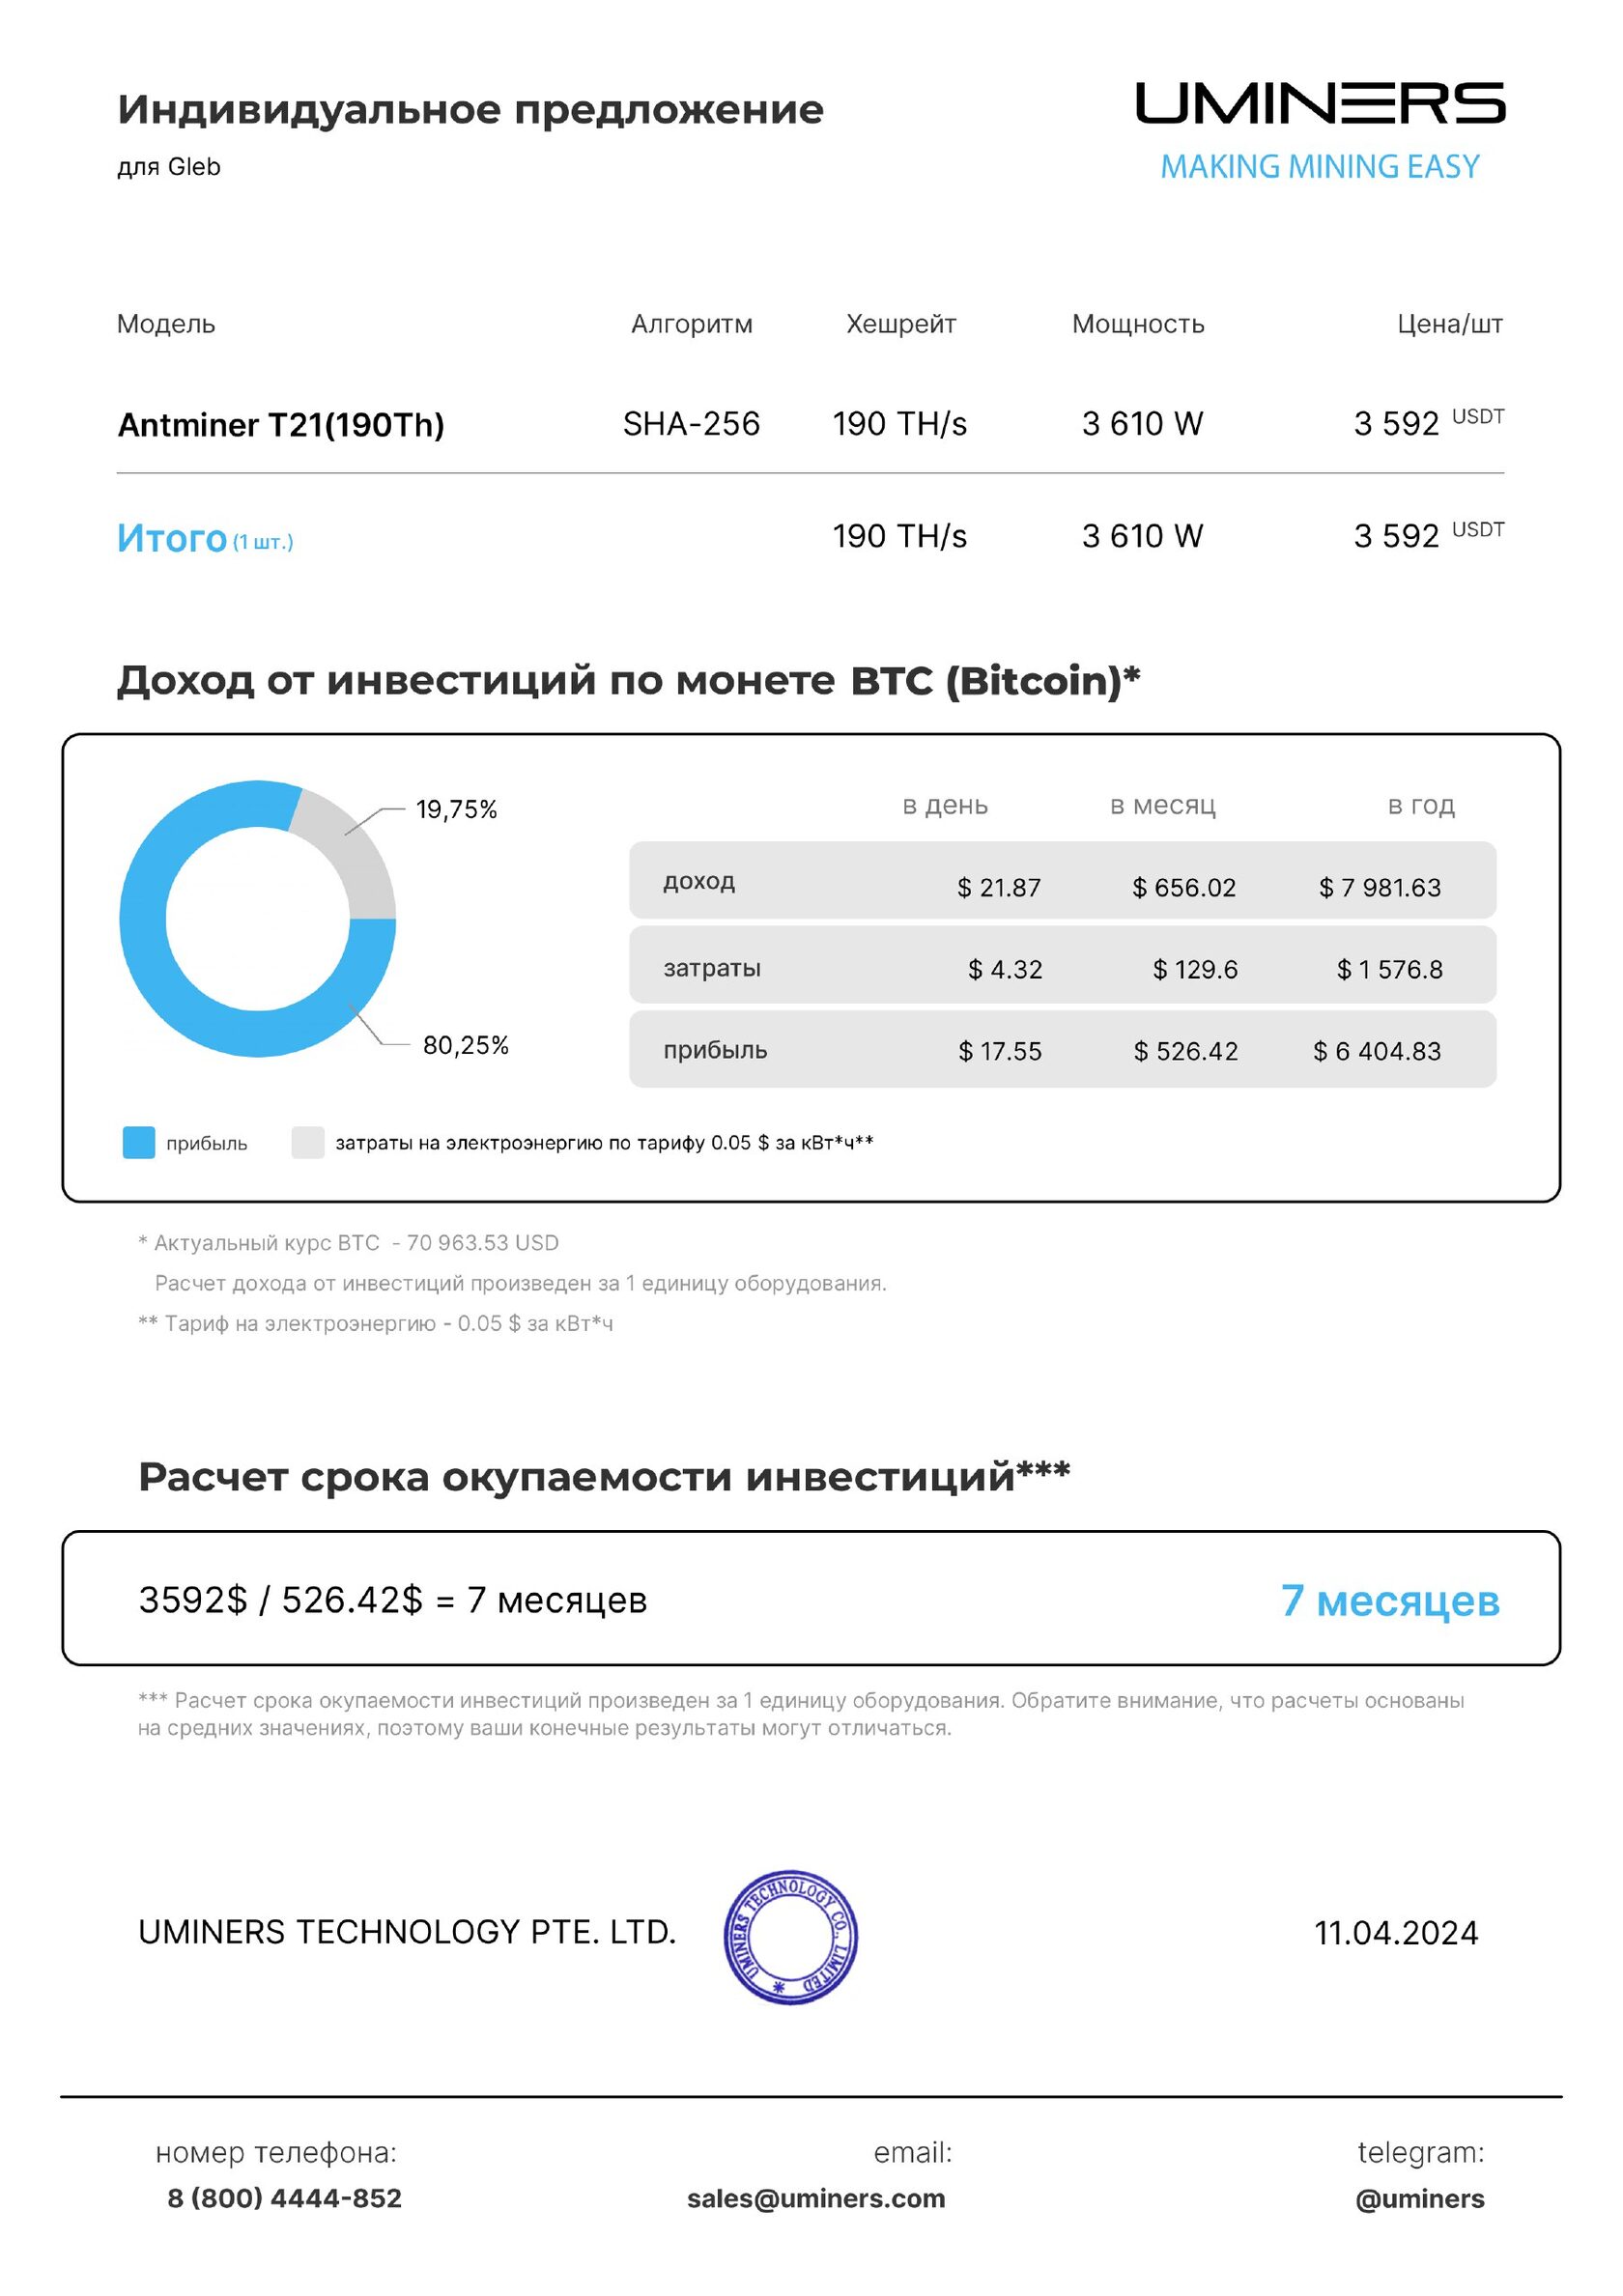 Индивидуальное предложение
для Gleb
UMINERS
MAKING MINING EASY
Модель Алгоритм Хешрейт Мощность Цена/шт
Antminer T21(190Th) SHA-256 190 TH/s 3 610 W 3 592 USDT
Итого (1 шт.) 190 TH/s 3 610 W 3 592 USDT
Доход от инвестиций по монете BTC (Bitcoin)*
19,75%
80,25%
в день в месяц в год
доход $ 21.87 $ 656.02 $ 7 981.63
затраты $ 4.32 $ 129.6 $ 1 576.8
прибыль $ 17.55 $ 526.42 $ 6 404.83
прибыль затраты на электроэнергию по тарифу 0.05 $ за кВт*ч**
* Актуальный курс BTC - 70 963.53 USD
Расчет дохода от инвестиций произведен за 1 единицу оборудования.
** Тариф на электроэнергию - 0.05 $ за кВт*ч
Расчет срока окупаемости инвестиций***
3592$ / 526.42$ = 7 месяцев 7 месяцев
*** Расчет срока окупаемости инвестиций произведен за 1 единицу оборудования. Обратите внимание, что расчеты основаны
на средних значениях, поэтому ваши конечные результаты могут отличаться.
UMINERS TECHNOLOGY PTE. LTD. 11.04.2024
UMINERS TECHNOLOGY CO., LIMITED *
номер телефона: email: telegram:
8 (800) 4444-852 sales@uminers.com @uminers